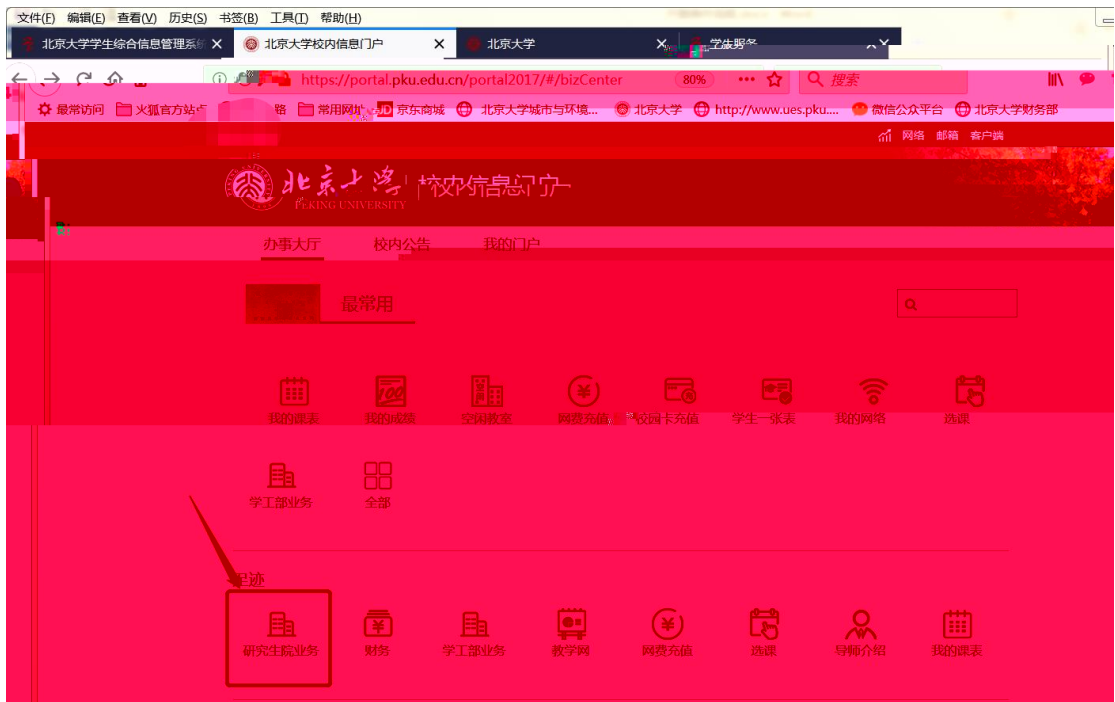 文件(F) 编辑(E) 查看(V) 历史(S) 书签(B) 工具(T) 帮助(H)
北京大学学生综合信息管理系统 北京大学校内信息门户 北京大学
https://portal.pku.edu.cn/portal2017/#/bizCenter 80% 搜索
最常访问 火狐官方站点 常用网址 JD 京东商城 北京大学城市与环境... 北京大学 http://www.ues.pku.... 微信公众平台 北京大学财务部
网络 邮箱 客户端
北京大学 校内信息门户
PEKING UNIVERSITY
办事大厅 校内公告 我的门户
最常用
我的课表 我的成绩 空闲教室 网费充值 校园卡充值 学生一张表 我的网络 选课
学工部业务 全部
足迹
研究生院业务 财务 学工部业务 教学网 网费充值 选课 导师介绍 我的课表